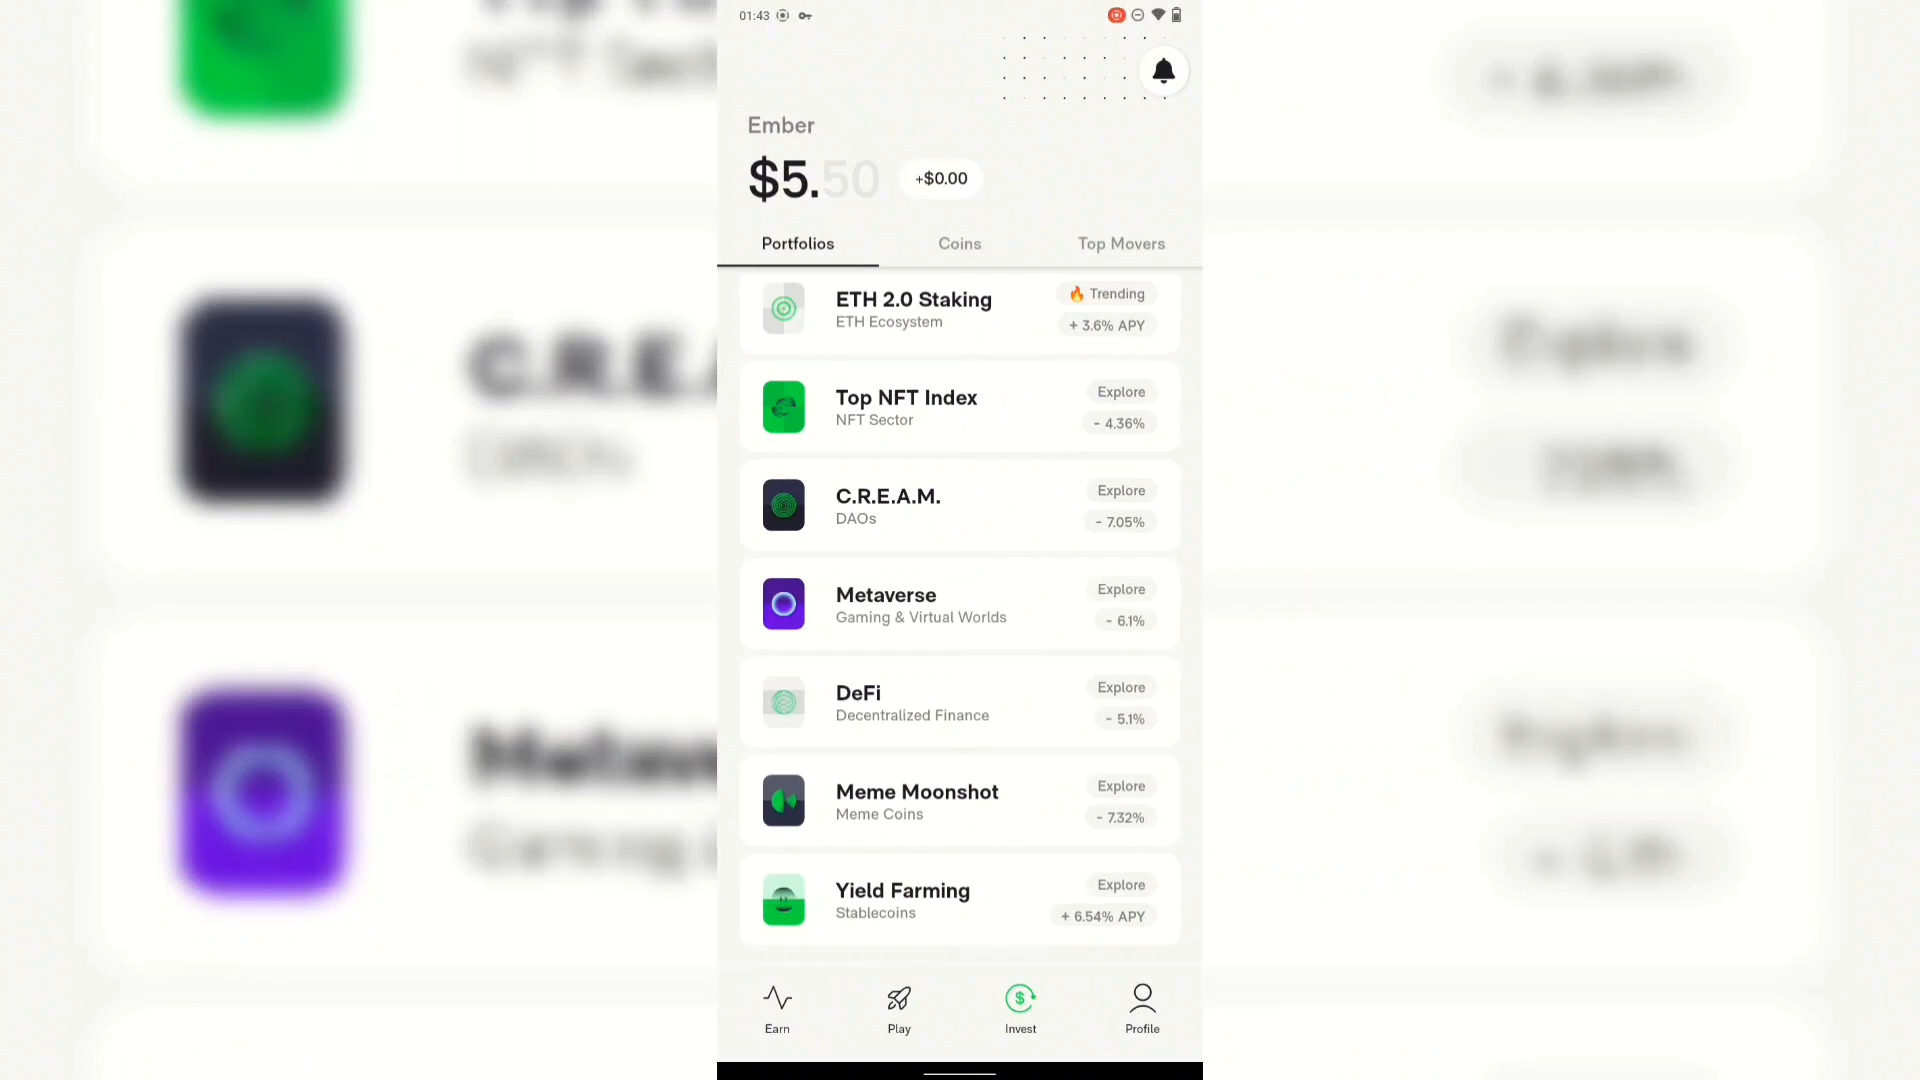 01:43
Ember
$5.50
+$0.00
Portfolios
Coins
Top Movers
ETH 2.0 Staking
ETH Ecosystem
🔥 Trending
+ 3.6% APY
Top NFT Index
NFT Sector
Explore
- 4.36%
C.R.E.A.M.
DAOs
Explore
- 7.05%
Metaverse
Gaming & Virtual Worlds
Explore
- 6.1%
DeFi
Decentralized Finance
Explore
- 5.1%
Meme Moonshot
Meme Coins
Explore
- 7.32%
Yield Farming
Stablecoins
Explore
+ 6.54% APY
Earn
Play
Invest
Profile